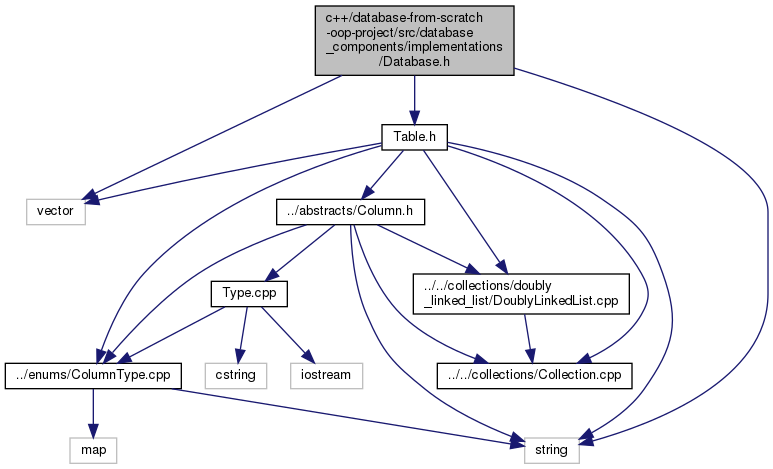 c++/database-from-scratch
-oop-project/src/database
_components/implementations
/Database.h
Table.h
vector
../abstracts/Column.h
Type.cpp
../../collections/doubly
_linked_list/DoublyLinkedList.cpp
../enums/ColumnType.cpp
cstring
iostream
../../collections/Collection.cpp
map
string